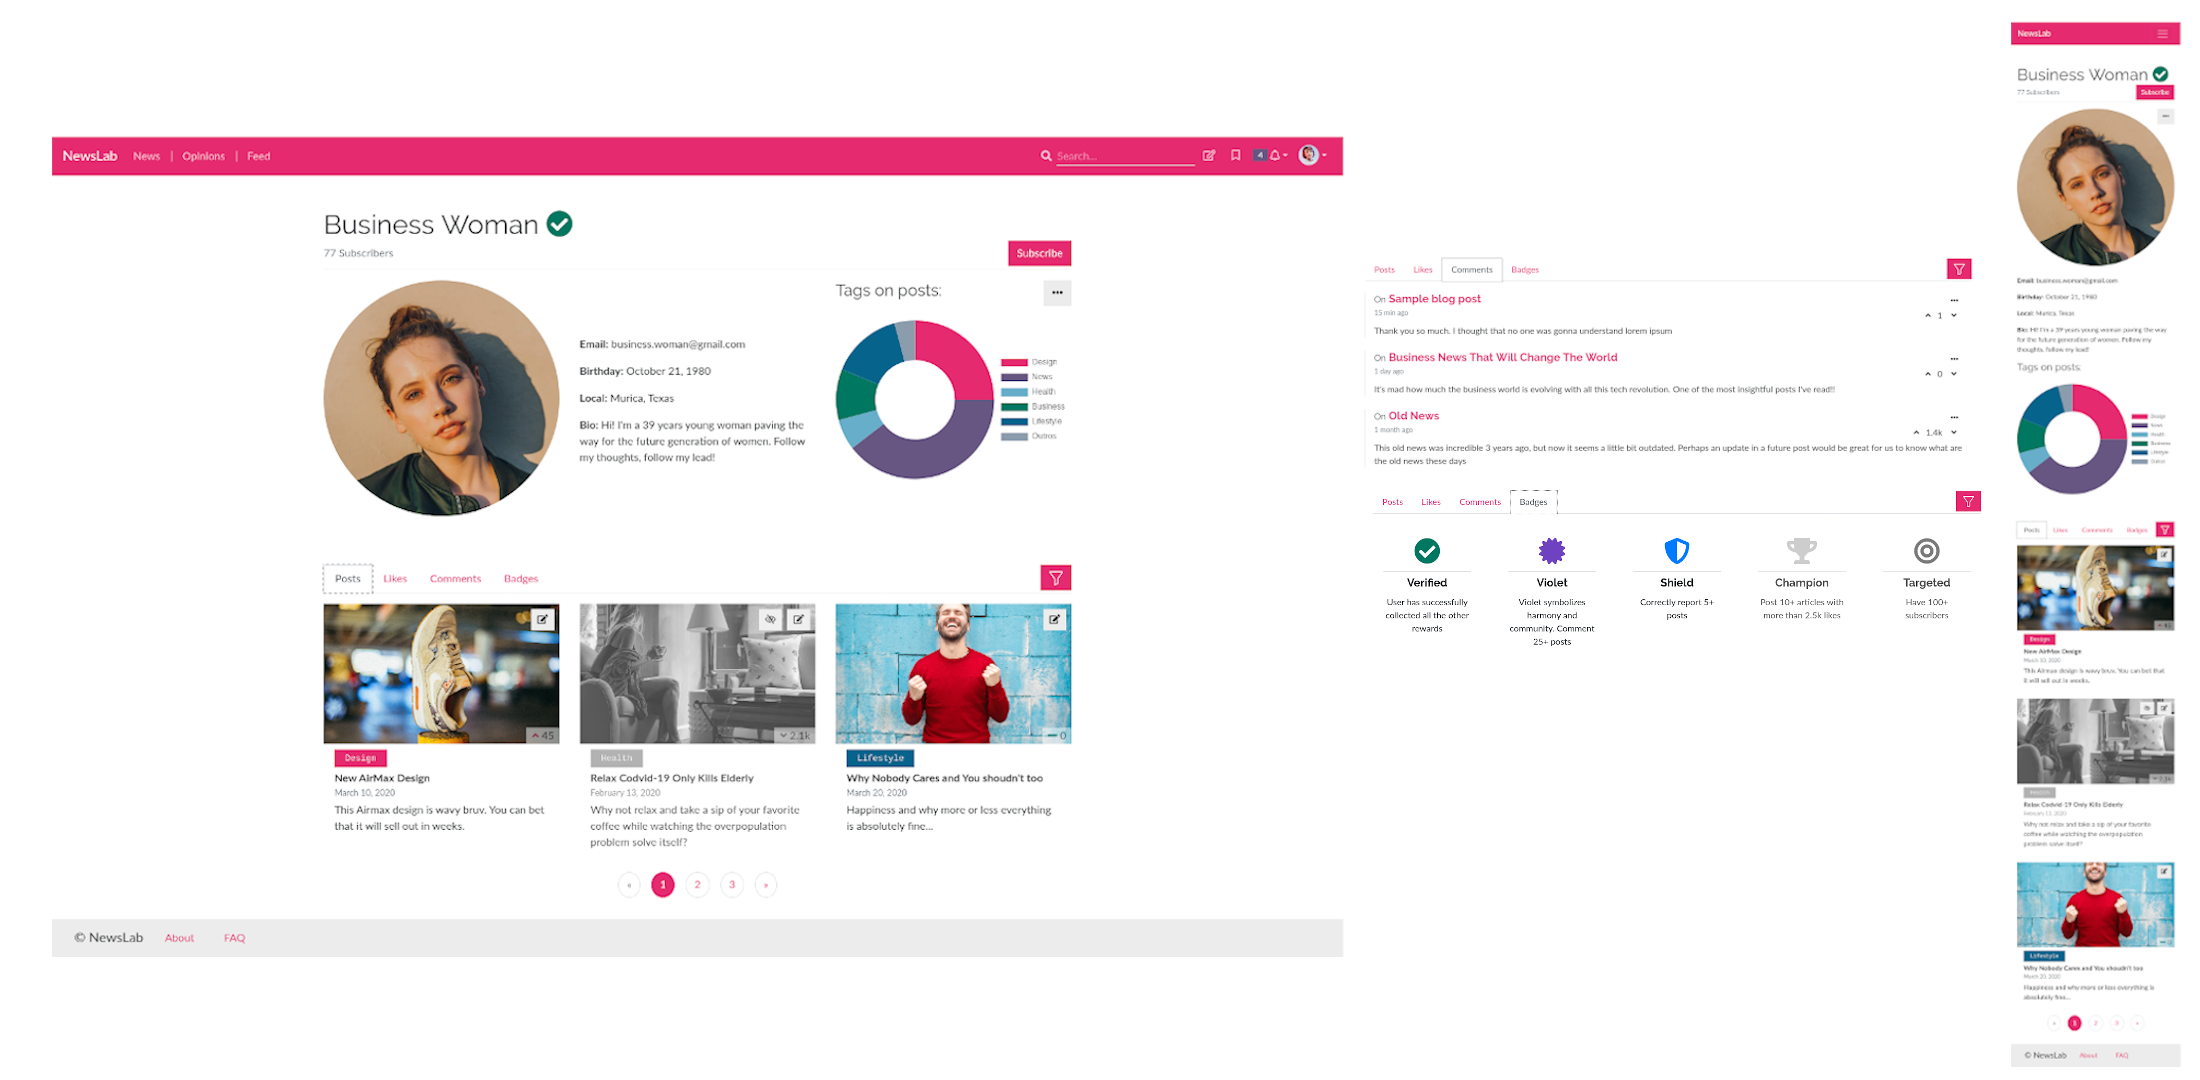 NewsLab News | Opinions | Feed Search... 4
Business Woman
77 Subscribers
Subscribe
Tags on posts:
Email: business.woman@gmail.com
Birthday: October 21, 1980
Local: Murica, Texas
Bio: Hi! I'm a 39 years young woman paving the
way for the future generation of women. Follow
my thoughts, follow my lead!
Design
News
Health
Business
Lifestyle
Outros
Posts Likes Comments Badges
45
Design
New AirMax Design
March 10, 2020
This Airmax design is wavy bruv. You can bet
that it will sell out in weeks.
2.1k
Health
Relax Codvid-19 Only Kills Elderly
February 13, 2020
Why not relax and take a sip of your favorite
coffee while watching the overpopulation
problem solve itself?
0
Lifestyle
Why Nobody Cares and You shoudn't too
March 20, 2020
Happiness and why more or less everything
is absolutely fine...
« 1 2 3 »
© NewsLab About FAQ
Posts Likes Comments Badges
On Sample blog post
15 min ago
1
Thank you so much. I thought that no one was gonna understand lorem ipsum
On Business News That Will Change The World
1 day ago
0
It's mad how much the business world is evolving with all this tech revolution. One of the most insightful posts I've read!!
On Old News
1 month ago
1.4k
This old news was incredible 3 years ago, but now it seems a little bit outdated. Perhaps an update in a future post would be great for us to know what are
the old news these days
Posts Likes Comments Badges
Verified
User has successfully
collected all the other
rewards
Violet
Violet symbolizes
harmony and
community. Comment
25+ posts
Shield
Correctly report 5+
posts
Champion
Post 10+ articles with
more than 2.5k likes
Targeted
Have 100+
subscribers
NewsLab
Business Woman
77 Subscribers
Subscribe
Email: business.woman@gmail.com
Birthday: October 21, 1980
Local: Murica, Texas
Bio: Hi! I'm a 39 years young woman paving the way
for the future generation of women. Follow my
thoughts, follow my lead!
Tags on posts:
Design
News
Health
Business
Lifestyle
Outros
Posts Likes Comments Badges
45
Design
New AirMax Design
March 10, 2020
This Airmax design is wavy bruv. You can bet that
it will sell out in weeks.
2.1k
Health
Relax Codvid-19 Only Kills Elderly
February 13, 2020
Why not relax and take a sip of your favorite
coffee while watching the overpopulation
problem solve itself?
0
Lifestyle
Why Nobody Cares and You shoudn't too
March 20, 2020
Happiness and why more or less everything is
absolutely fine...
« 1 2 3 »
© NewsLab About FAQ